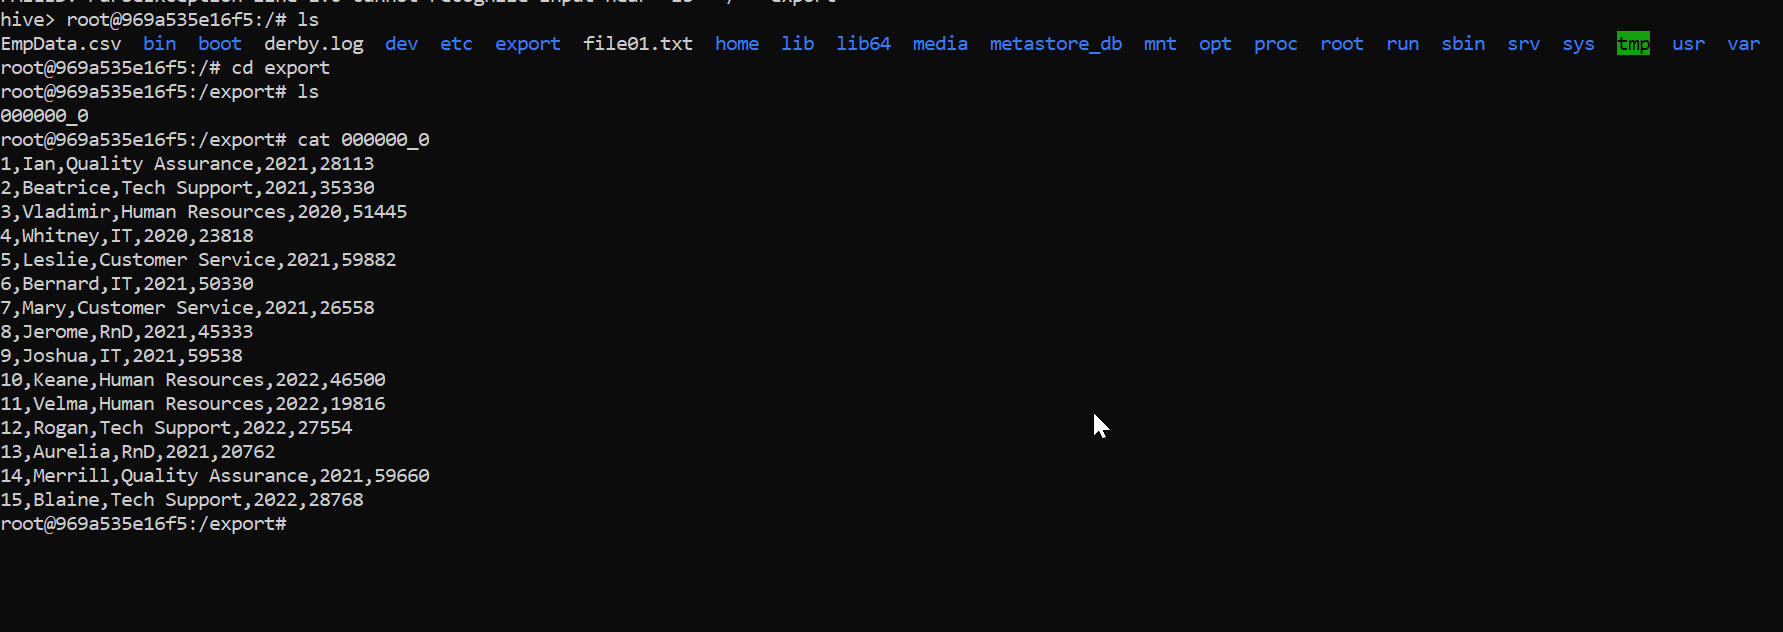 hive> root@969a535e16f5:/# ls
EmpData.csv bin boot derby.log dev etc export file01.txt home lib lib64 media metastore_db mnt opt proc root run sbin srv sys tmp usr var
root@969a535e16f5:/# cd export
root@969a535e16f5:/export# ls
000000_0
root@969a535e16f5:/export# cat 000000_0
1,Ian,Quality Assurance,2021,28113
2,Beatrice,Tech Support,2021,35330
3,Vladimir,Human Resources,2020,51445
4,Whitney,IT,2020,23818
5,Leslie,Customer Service,2021,59882
6,Bernard,IT,2021,50330
7,Mary,Customer Service,2021,26558
8,Jerome,RnD,2021,45333
9,Joshua,IT,2021,59538
10,Keane,Human Resources,2022,46500
11,Velma,Human Resources,2022,19816
12,Rogan,Tech Support,2022,27554
13,Aurelia,RnD,2021,20762
14,Merrill,Quality Assurance,2021,59660
15,Blaine,Tech Support,2022,28768
root@969a535e16f5:/export#